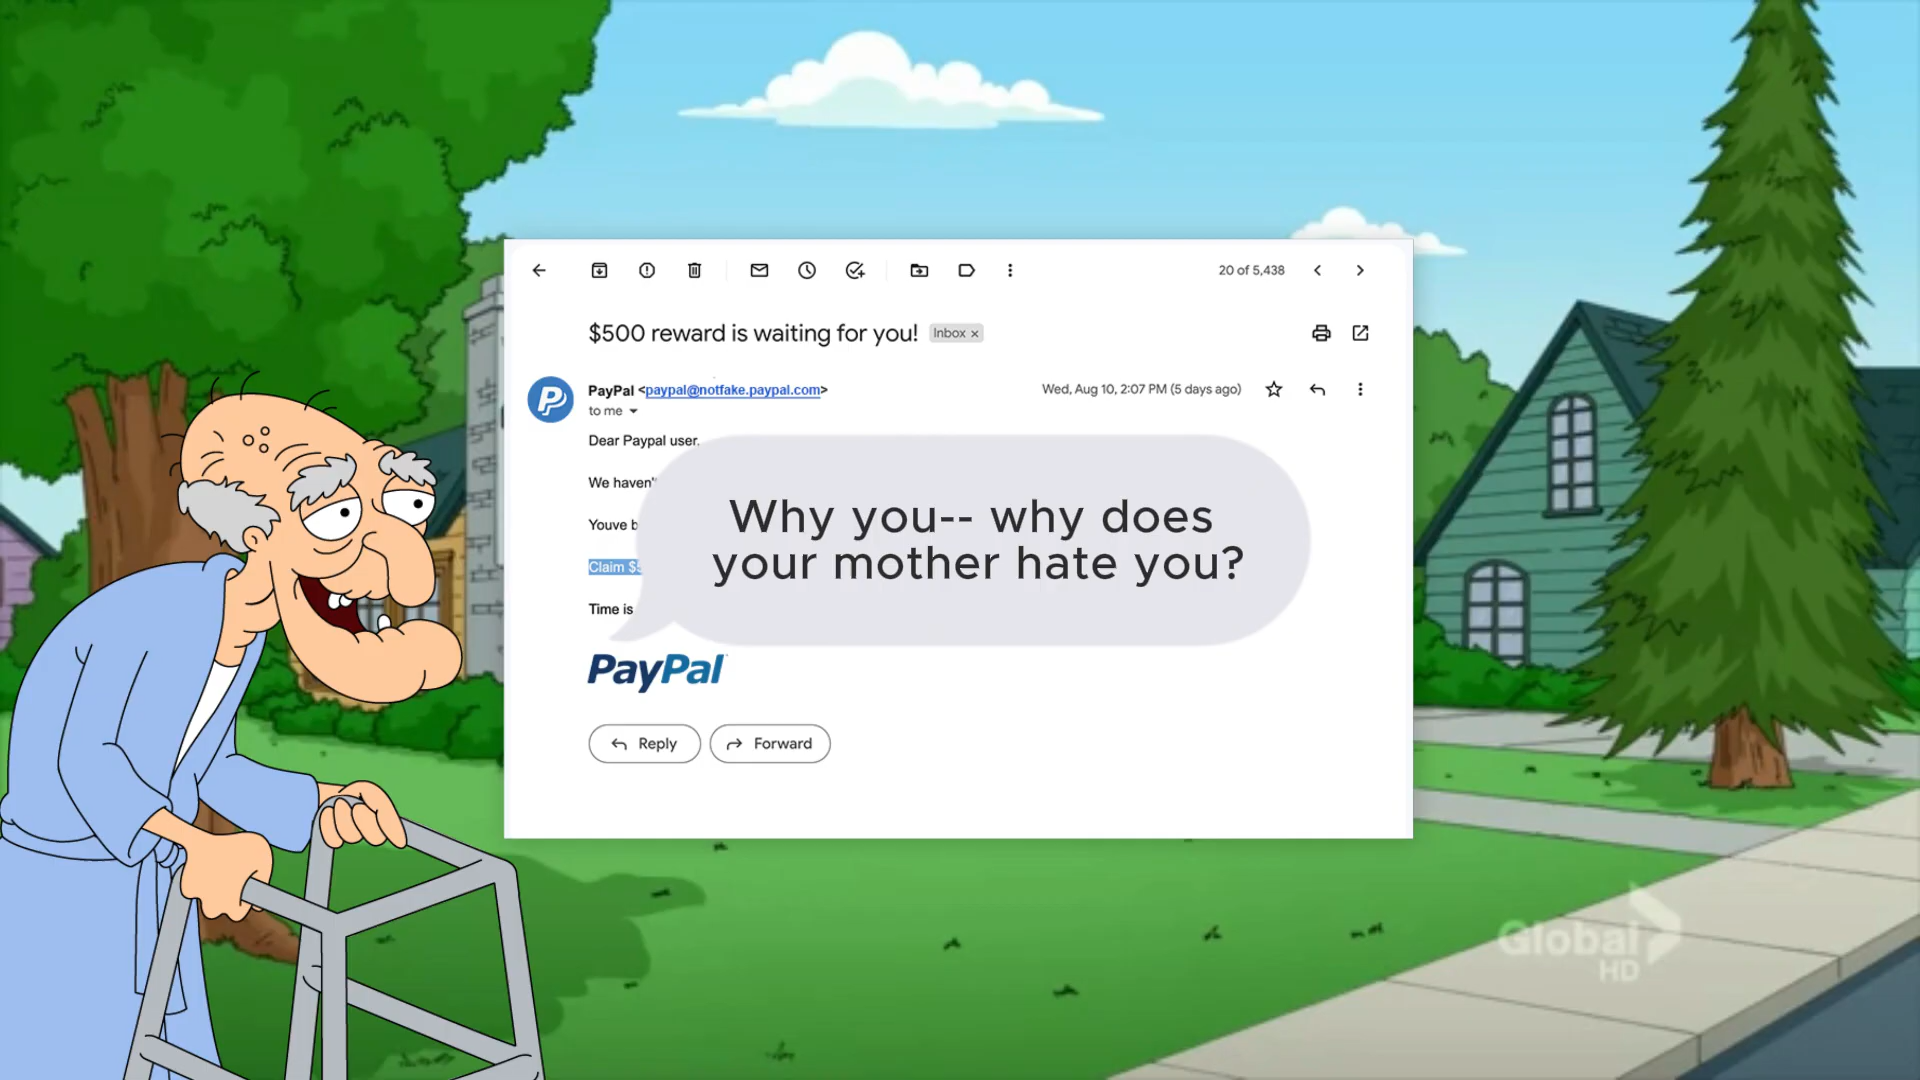 20 of 5,438
$500 reward is waiting for you! Inbox ×
PayPal <paypal@notfake.paypal.com>
Wed, Aug 10, 2:07 PM (5 days ago)
to me
Dear Paypal user.
We haven'
Youve b
Claim $5
Time is
Why you-- why does
your mother hate you?
PayPal
Reply
Forward
Global
HD